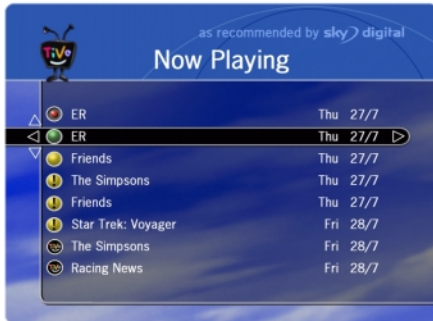 as recommended by sky digital
TiVo
Now Playing
ER Thu 27/7
ER Thu 27/7
Friends Thu 27/7
! The Simpsons Thu 27/7
! Friends Thu 27/7
! Star Trek: Voyager Fri 28/7
TiVo The Simpsons Fri 28/7
TiVo Racing News Fri 28/7